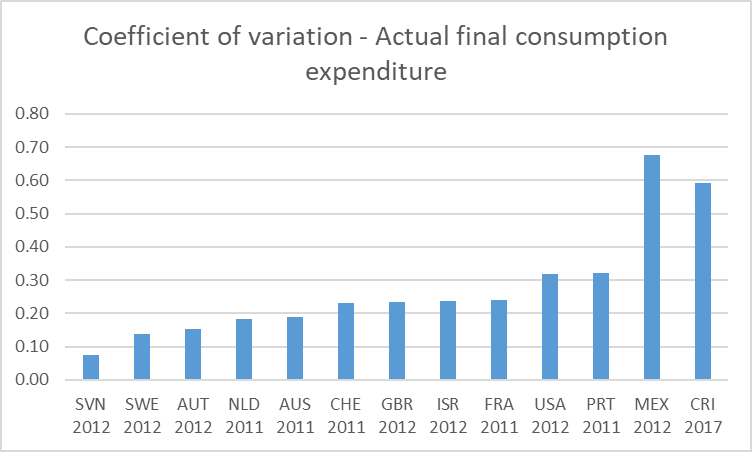 Coefficient of variation - Actual final consumption
expenditure
0.80
0.70
0.60
0.50
0.40
0.30
0.20
0.10
0.00
SVN SWE AUT NLD AUS CHE GBR ISR FRA USA PRT MEX CRI
2012 2012 2012 2011 2011 2011 2012 2012 2011 2012 2011 2012 2017